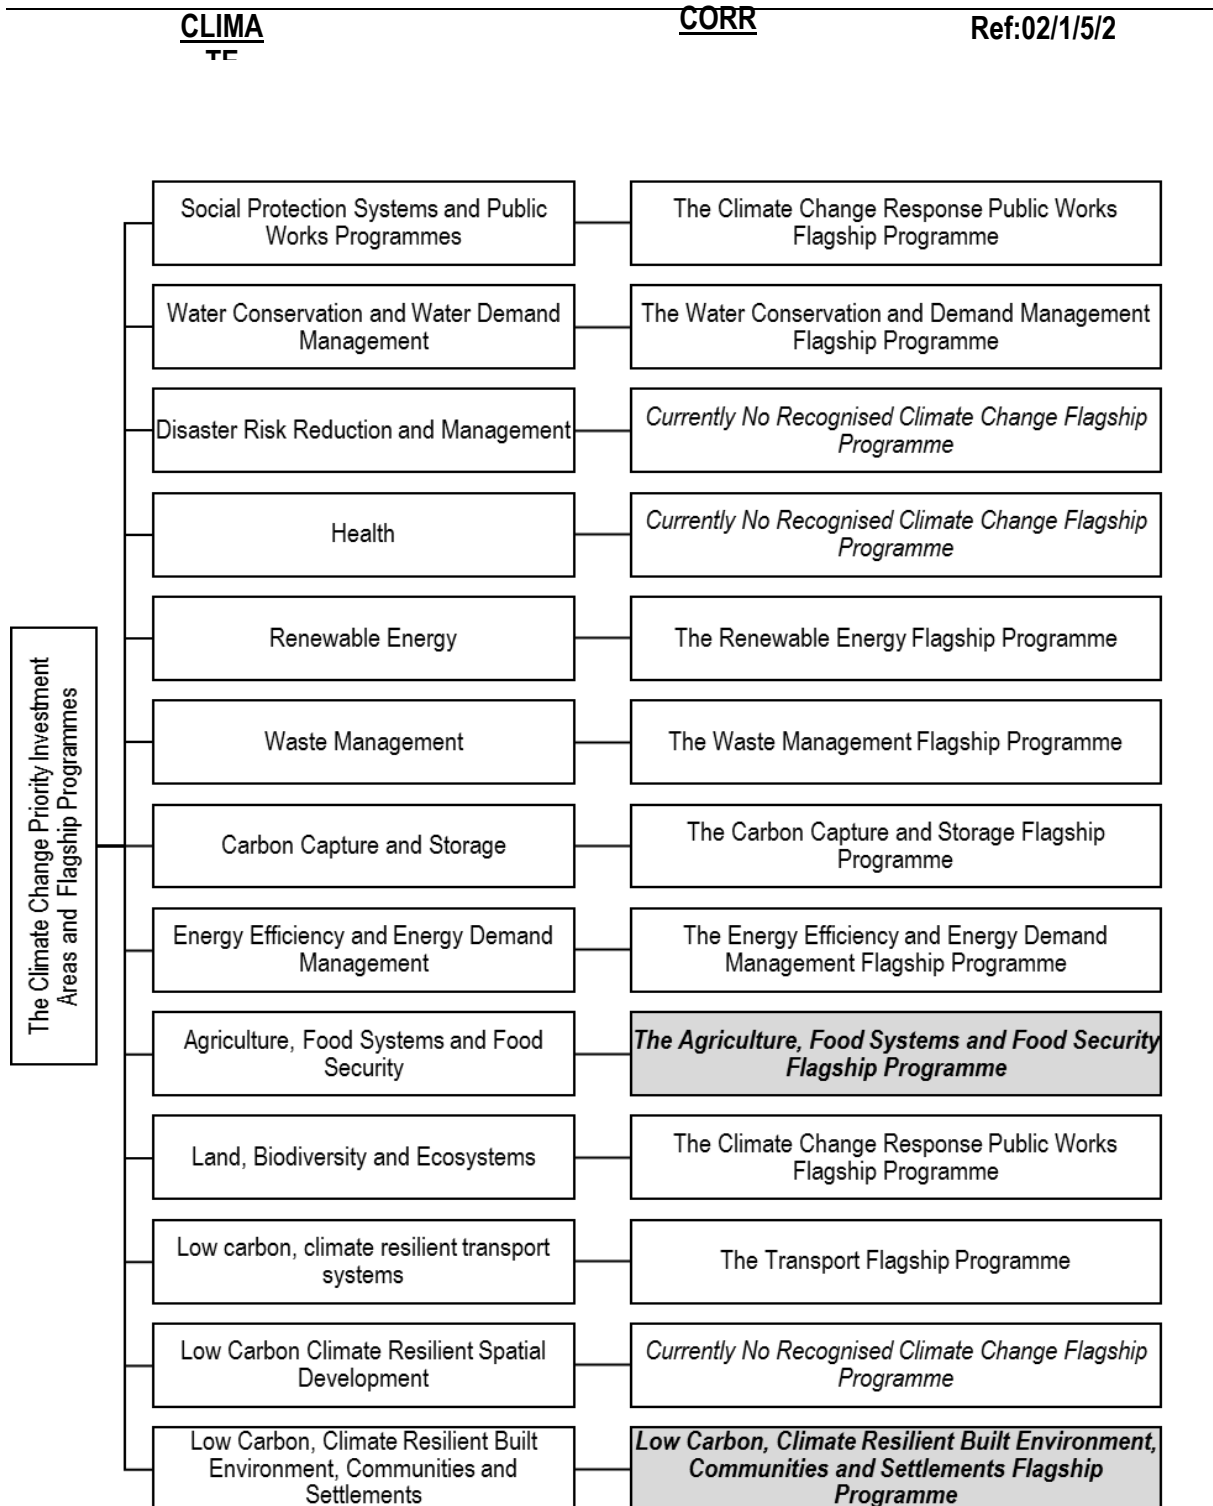 CLIMA
TE
CORR
Ref:02/1/5/2
Social Protection Systems and Public
Works Programmes
The Climate Change Response Public Works
Flagship Programme
Water Conservation and Water Demand
Management
The Water Conservation and Demand Management
Flagship Programme
Disaster Risk Reduction and Management
Currently No Recognised Climate Change Flagship
Programme
Health
Currently No Recognised Climate Change Flagship
Programme
Renewable Energy
The Renewable Energy Flagship Programme
Waste Management
The Waste Management Flagship Programme
The Climate Change Priority Investment
Areas and Flagship Programmes
Carbon Capture and Storage
The Carbon Capture and Storage Flagship
Programme
Energy Efficiency and Energy Demand
Management
The Energy Efficiency and Energy Demand
Management Flagship Programme
Agriculture, Food Systems and Food
Security
The Agriculture, Food Systems and Food Security
Flagship Programme
Land, Biodiversity and Ecosystems
The Climate Change Response Public Works
Flagship Programme
Low carbon, climate resilient transport
systems
The Transport Flagship Programme
Low Carbon Climate Resilient Spatial
Development
Currently No Recognised Climate Change Flagship
Programme
Low Carbon, Climate Resilient Built
Environment, Communities and
Settlements
Low Carbon, Climate Resilient Built Environment,
Communities and Settlements Flagship
Programme